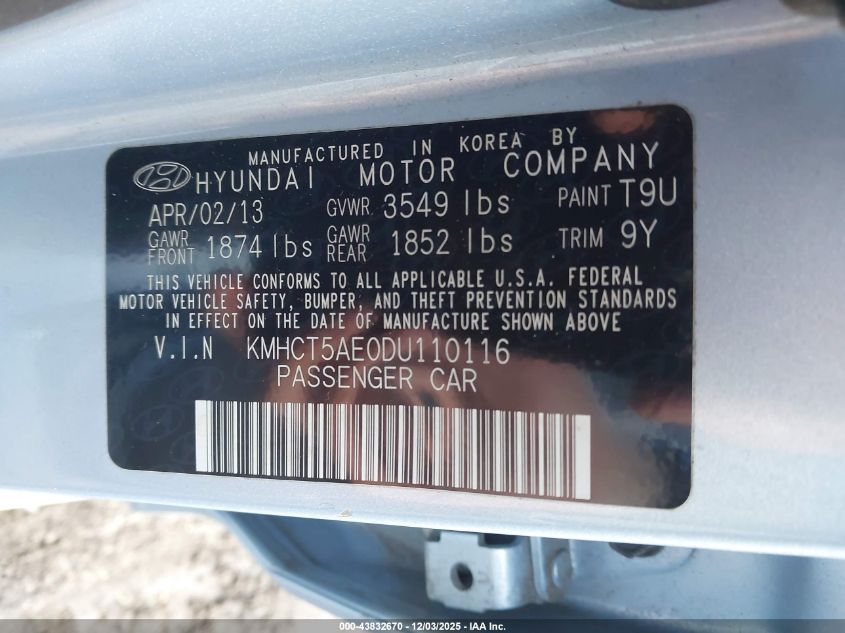 MANUFACTURED IN KOREA BY
HYUNDAI MOTOR COMPANY
APR/02/13 GVWR 3549 lbs PAINT T9U
GAWR FRONT 1874 lbs GAWR REAR 1852 lbs TRIM 9Y
THIS VEHICLE CONFORMS TO ALL APPLICABLE U.S.A. FEDERAL
MOTOR VEHICLE SAFETY, BUMPER, AND THEFT PREVENTION STANDARDS
IN EFFECT ON THE DATE OF MANUFACTURE SHOWN ABOVE
V.I.N KMHCT5AE0DU110116
PASSENGER CAR
000-43832670 - 12/03/2025 - IAA Inc.